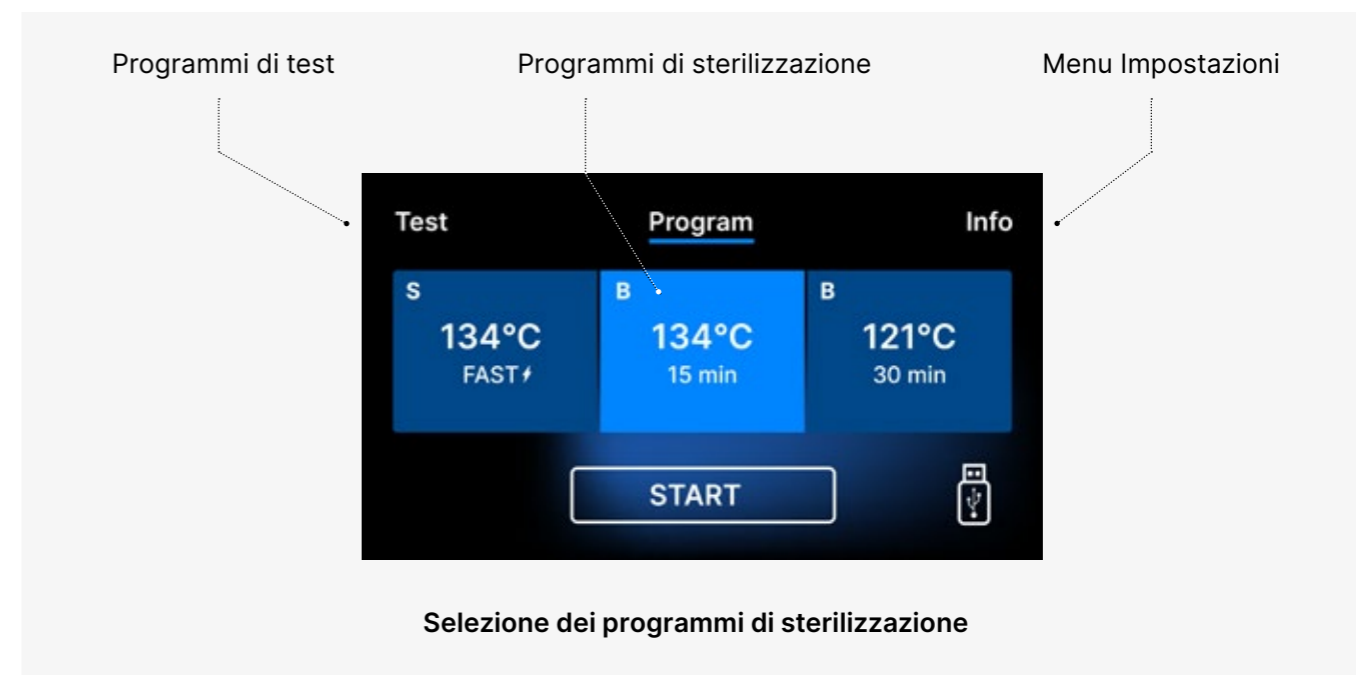 Programmi di test
Programmi di sterilizzazione
Menu Impostazioni
Test
Program
Info
S
134°C
FAST
B
134°C
15 min
B
121°C
30 min
START
Selezione dei programmi di sterilizzazione